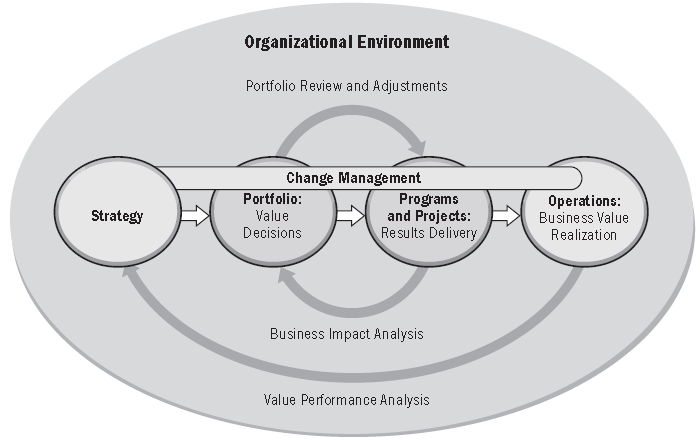 Organizational Environment
Portfolio Review and Adjustments
Change Management
Strategy
Portfolio:
Value
Decisions
Programs
and Projects:
Results Delivery
Operations:
Business Value
Realization
Business Impact Analysis
Value Performance Analysis